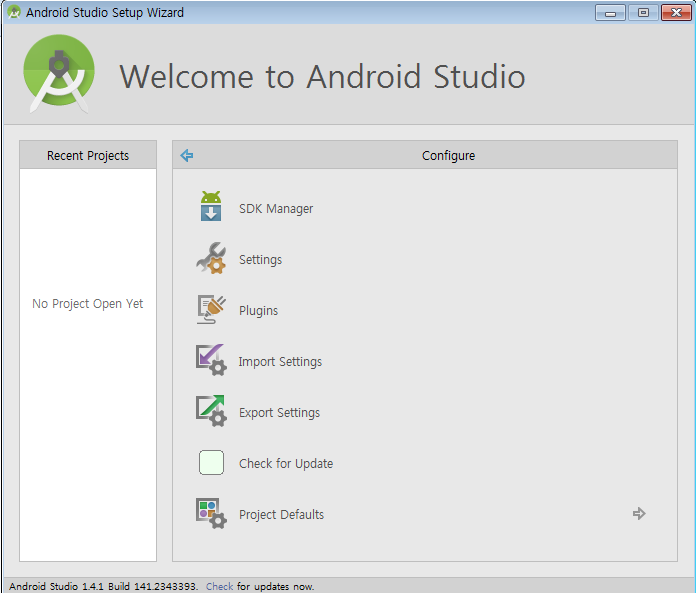 Android Studio Setup Wizard
Welcome to Android Studio
Recent Projects
No Project Open Yet
Configure
SDK Manager
Settings
Plugins
Import Settings
Export Settings
Check for Update
Project Defaults
Android Studio 1.4.1 Build 141.2343393. Check for updates now.